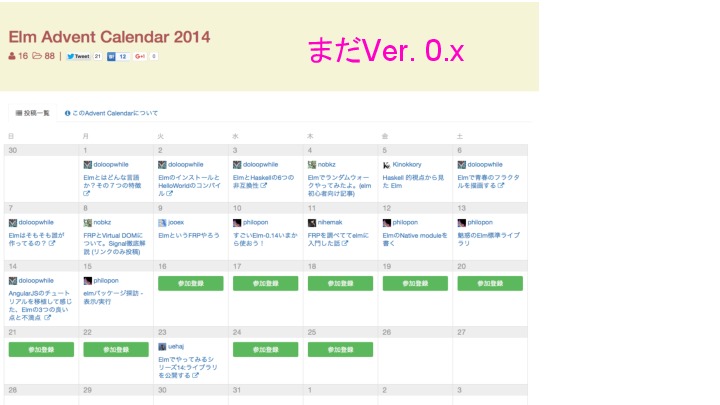 Elm Advent Calendar 2014
まだVer. 0.x
16 88 | Tweet 21 B! 12 G+1 0
投稿一覧 このAdvent Calendarについて
日 月 火 水 木 金 土
30 1 2 3 4 5 6
doloopwhile doloopwhile doloopwhile nobkz Kinokkory doloopwhile
Elmとはどんな言語 Elmのインストールと ElmとHaskellの6つの Elmでランダムウォー Haskell 的視点から見 Elmで青春のフラクタ
か？その７つの特徴 HelloWorldのコンパイ 非互換性 クやってみたよ。(elm た Elm ルを描画する
ル 初心者向け記事)
7 8 9 10 11 12 13
doloopwhile nobkz jooex philopon nihemak philopon philopon
Elmはそもそも誰が FRPとVirtual DOMに ElmというFRPやろう すごいElm-0.14いまか FRPを調べててelmに ElmのNative moduleを 魅惑のElm標準ライブ
作ってるの？ ついて。Signal徹底解 ら使おう！ 入門した話 書く ラリ
説 (リンクのみ投稿)
14 15 16 17 18 19 20
doloopwhile philopon 参加登録 参加登録 参加登録 参加登録 参加登録
AngularJSのチュート elmパッケージ探訪 –
リアルを移植して感じ 表示/実行
た、Elmの3つの良い
点と不満点
21 22 23 24 25 26 27
参加登録 参加登録 uehaj 参加登録 参加登録
Elmでやってみるシ
リーズ14:ライブラリ
を公開する
28 29 30 31 1 2 3